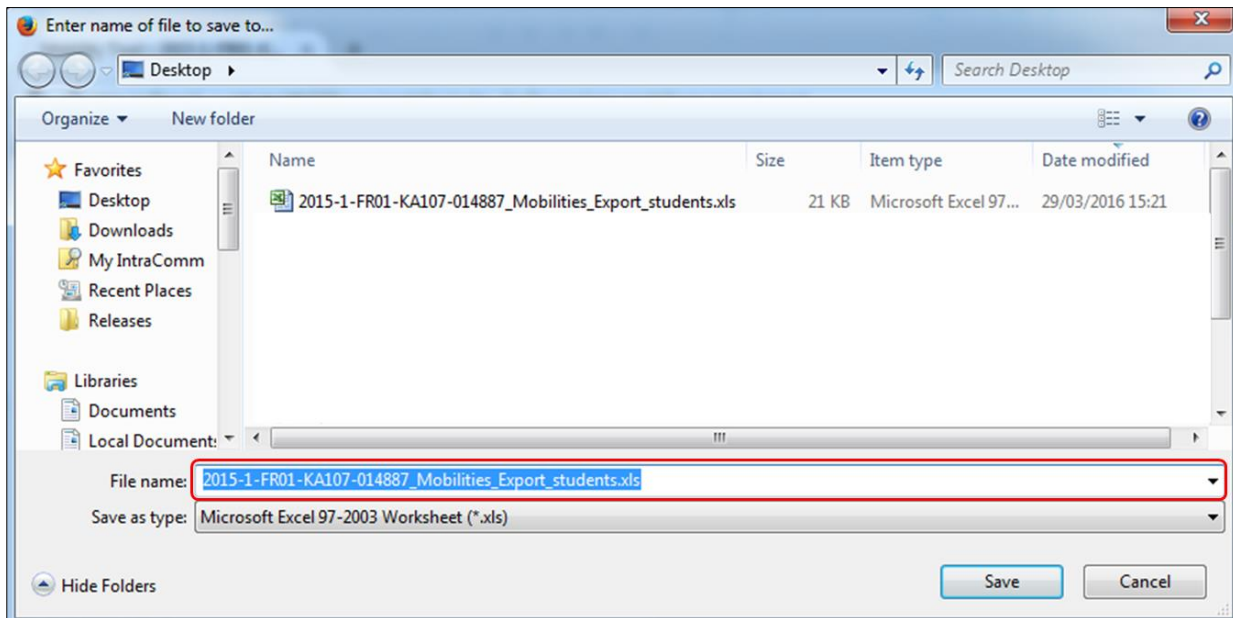 Enter name of file to save to...
Desktop
Search Desktop
Organize
New folder
Favorites
Desktop
Downloads
My IntraComm
Recent Places
Releases
Libraries
Documents
Local Document
Name Size Item type Date modified
2015-1-FR01-KA107-014887_Mobilities_Export_students.xls 21 KB Microsoft Excel 97... 29/03/2016 15:21
File name: 2015-1-FR01-KA107-014887_Mobilities_Export_students.xls
Save as type: Microsoft Excel 97-2003 Worksheet (*.xls)
Hide Folders
Save
Cancel